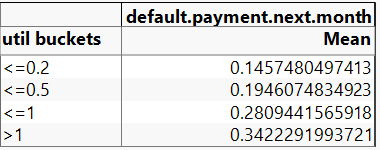 default.payment.next.month
util buckets Mean
<=0.2 0.1457480497413
<=0.5 0.1946074834923
<=1 0.2809441565918
>1 0.3422291993721